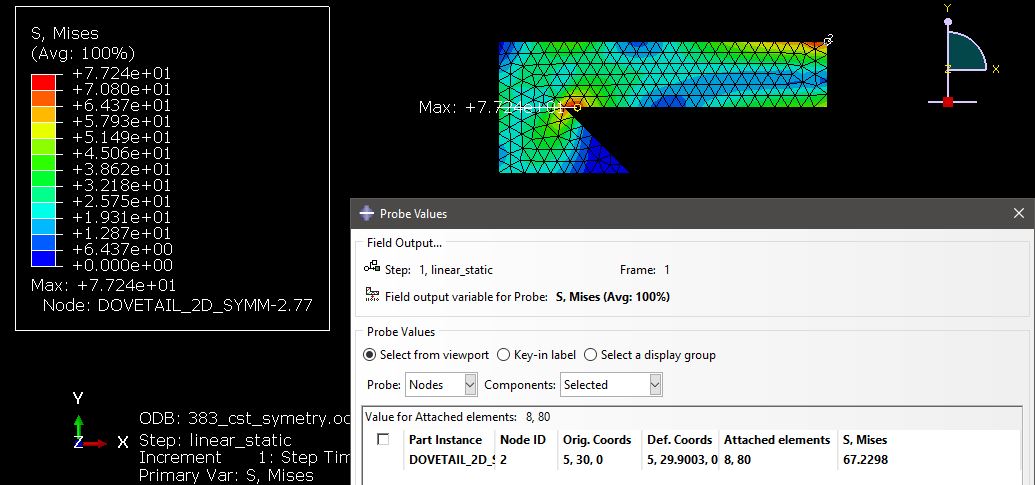 S, Mises
(Avg: 100%)
+7.724e+01
+7.080e+01
+6.437e+01
+5.793e+01
+5.149e+01
+4.506e+01
+3.862e+01
+3.218e+01
+2.575e+01
+1.931e+01
+1.287e+01
+6.437e+00
+0.000e+00
Max: +7.724e+01
Node: DOVETAIL_2D_SYMM-2.77
Max: +7.724e+01
2
Y
Z X
Probe Values
Field Output...
Step: 1, linear_static Frame: 1
Field output variable for Probe: S, Mises (Avg: 100%)
Probe Values
Select from viewport Key-in label Select a display group
Probe: Nodes Components: Selected
Value for Attached elements: 8, 80
Part Instance Node ID Orig. Coords Def. Coords Attached elements S, Mises
DOVETAIL_2D_ 2 5, 30, 0 5, 29.9003, 0 8, 80 67.2298
Y
Z X
ODB: 383_cst_symetry.o
Step: linear_static
Increment 1: Step Tim
Primary Var: S, Mises